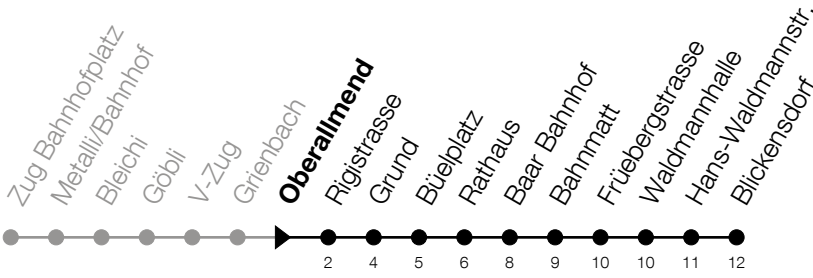 Zug Bahnhofplatz
Metalli/Bahnhof
Bleichi
Göbli
V-Zug
Grienbach
Oberallmend
Rigistrasse
Grund
Büelplatz
Rathaus
Baar Bahnhof
Bahnmatt
Früebergstrasse
Waldmannhalle
Hans-Waldmannstr.
Blickensdorf
2 4 5 6 8 9 10 10 11 12